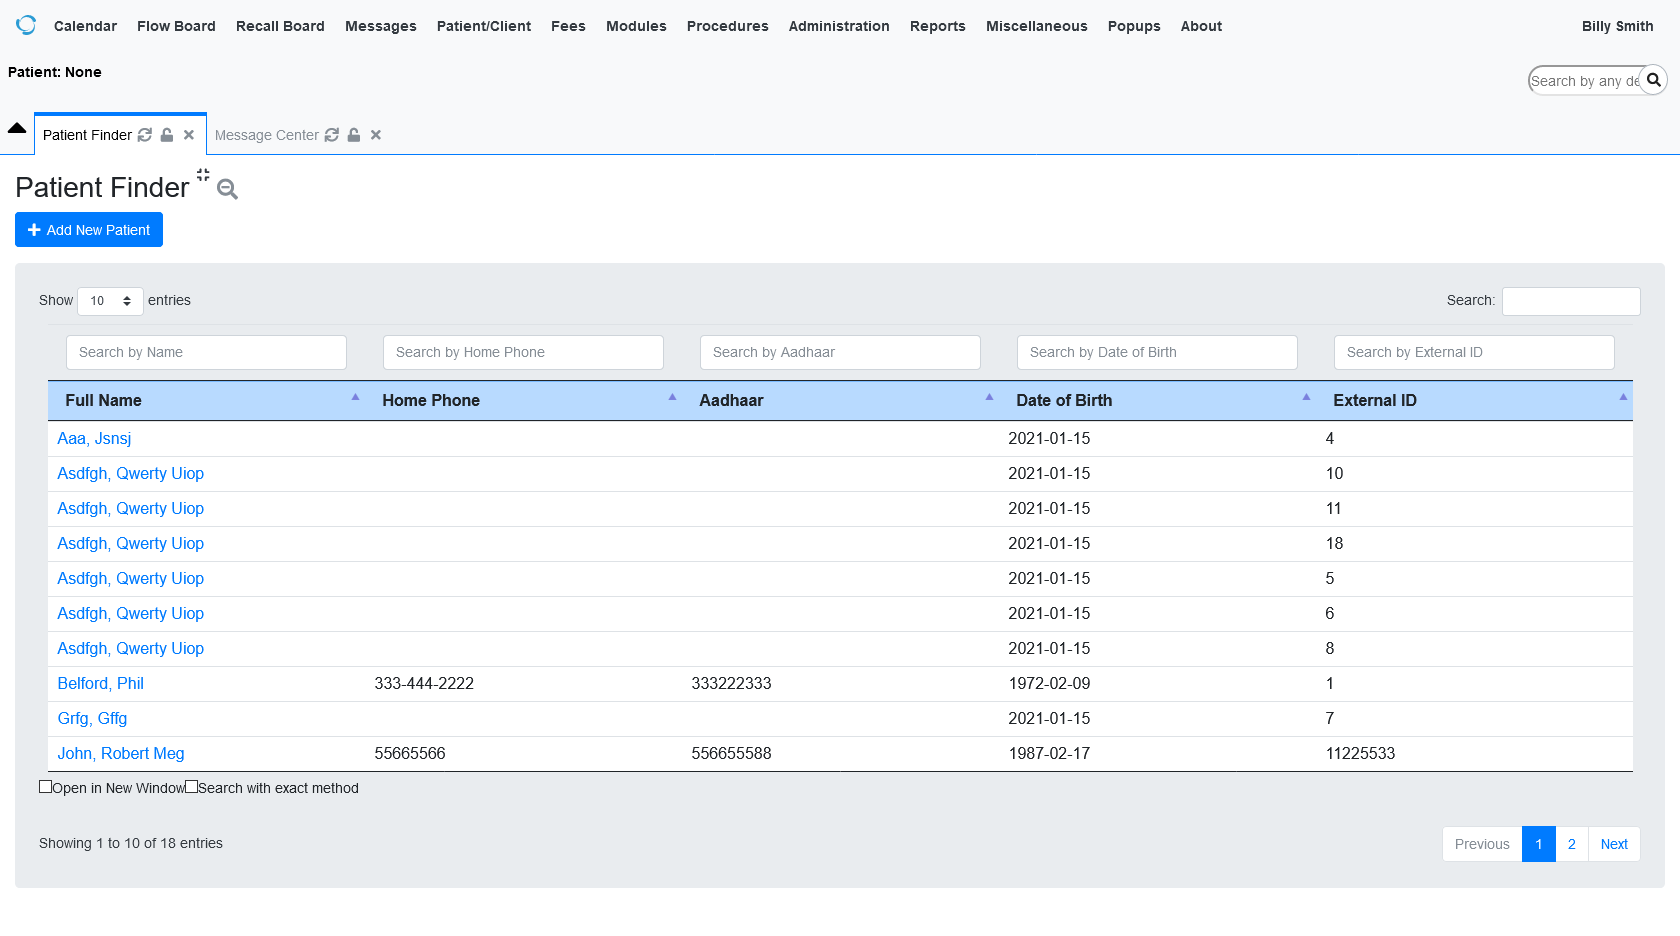 Calendar Flow Board Recall Board Messages Patient/Client Fees Modules Procedures Administration Reports Miscellaneous Popups About Billy Smith
Patient: None
Search by any de
Patient Finder Message Center
Patient Finder
Add New Patient
Show 10 entries Search:
Search by Name Search by Home Phone Search by Aadhaar Search by Date of Birth Search by External ID
Full Name Home Phone Aadhaar Date of Birth External ID
Aaa, Jsnsj 2021-01-15 4
Asdfgh, Qwerty Uiop 2021-01-15 10
Asdfgh, Qwerty Uiop 2021-01-15 11
Asdfgh, Qwerty Uiop 2021-01-15 18
Asdfgh, Qwerty Uiop 2021-01-15 5
Asdfgh, Qwerty Uiop 2021-01-15 6
Asdfgh, Qwerty Uiop 2021-01-15 8
Belford, Phil 333-444-2222 333222333 1972-02-09 1
Grfg, Gffg 2021-01-15 7
John, Robert Meg 55665566 556655588 1987-02-17 11225533
Open in New Window Search with exact method
Showing 1 to 10 of 18 entries Previous 1 2 Next